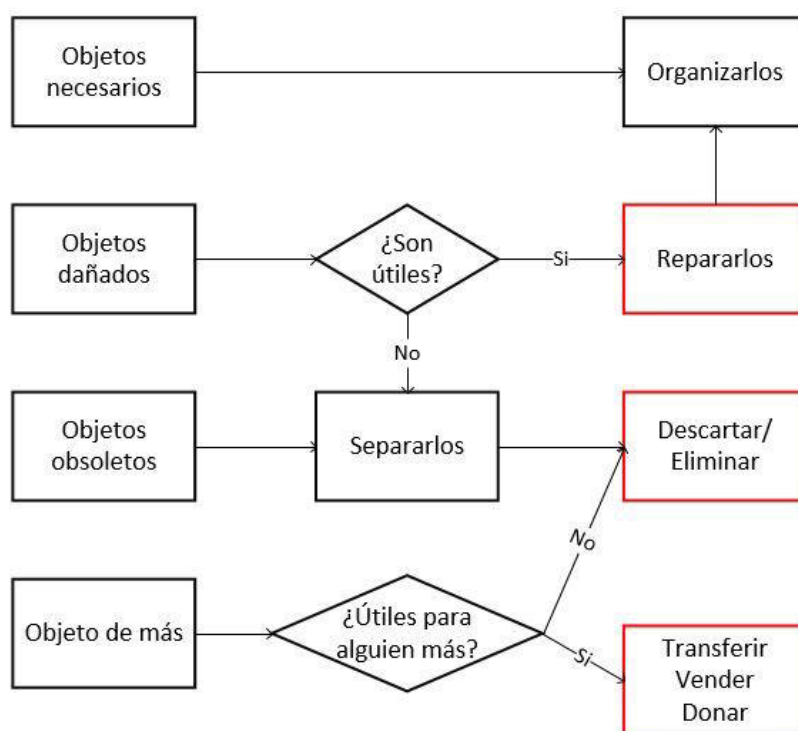 Objetos
necesarios
Organizarlos
Objetos
dañados
¿Son
útiles?
Si
Repararlos
No
Objetos
obsoletos
Separarlos
Descartar/
Eliminar
No
Objeto de más
¿Útiles para
alguien más?
Si
Transferir
Vender
Donar